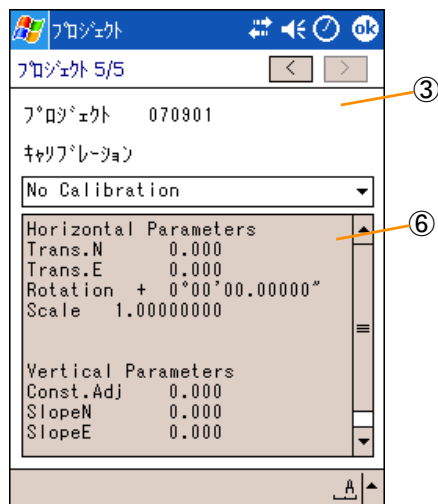 ﾌﾟﾛｼﾞｪｸﾄ ok
ﾌﾟﾛｼﾞｪｸﾄ 5/5 < >
③
ﾌﾟﾛｼﾞｪｸﾄ 070901
ｷｬﾘﾌﾞﾚｰｼｮﾝ
No Calibration
⑥
Horizontal Parameters
Trans.N 0.000
Trans.E 0.000
Rotation + 0°00'00.00000"
Scale 1.00000000
Vertical Parameters
Const.Adj 0.000
SlopeN 0.000
SlopeE 0.000
A